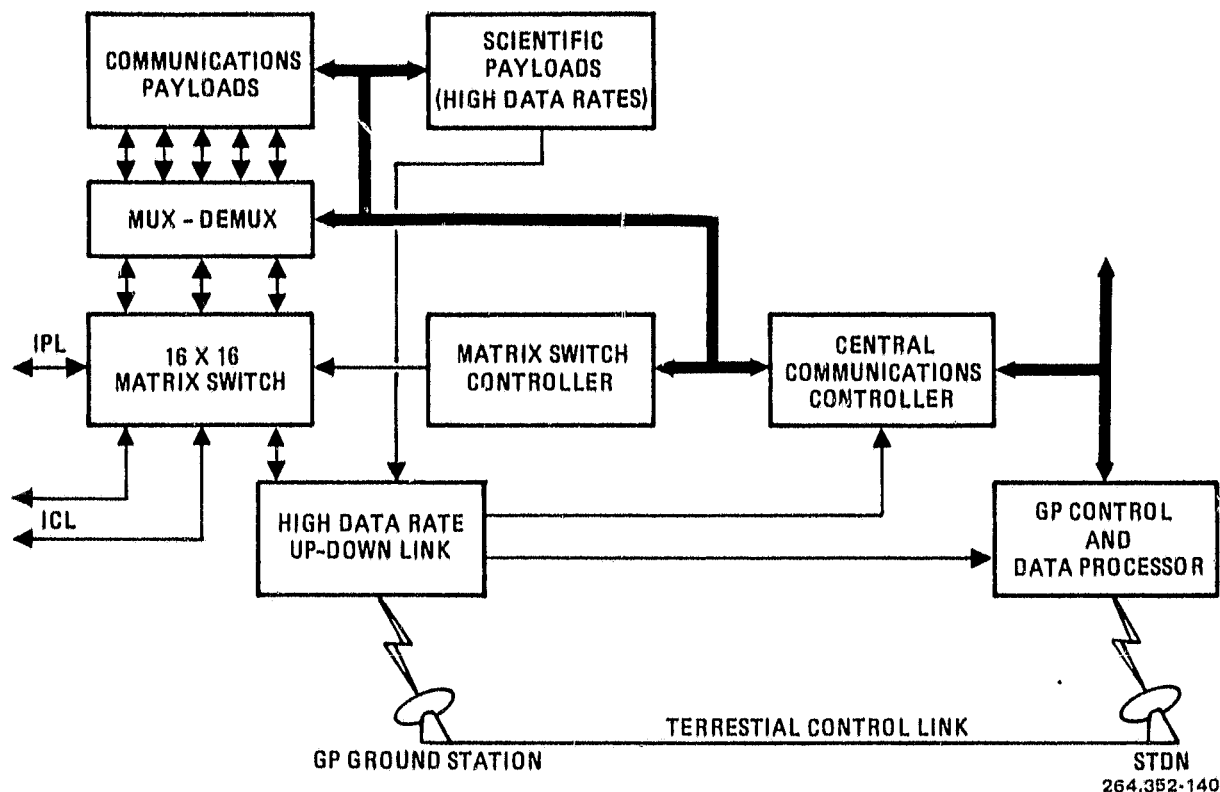 COMMUNICATIONS
PAYLOADS
SCIENTIFIC
PAYLOADS
(HIGH DATA RATES)
MUX - DEMUX
IPL
16 X 16
MATRIX SWITCH
MATRIX SWITCH
CONTROLLER
CENTRAL
COMMUNICATIONS
CONTROLLER
ICL
HIGH DATA RATE
UP-DOWN LINK
GP CONTROL
AND
DATA PROCESSOR
TERRESTIAL CONTROL LINK
GP GROUND STATION
STDN
264.352-140